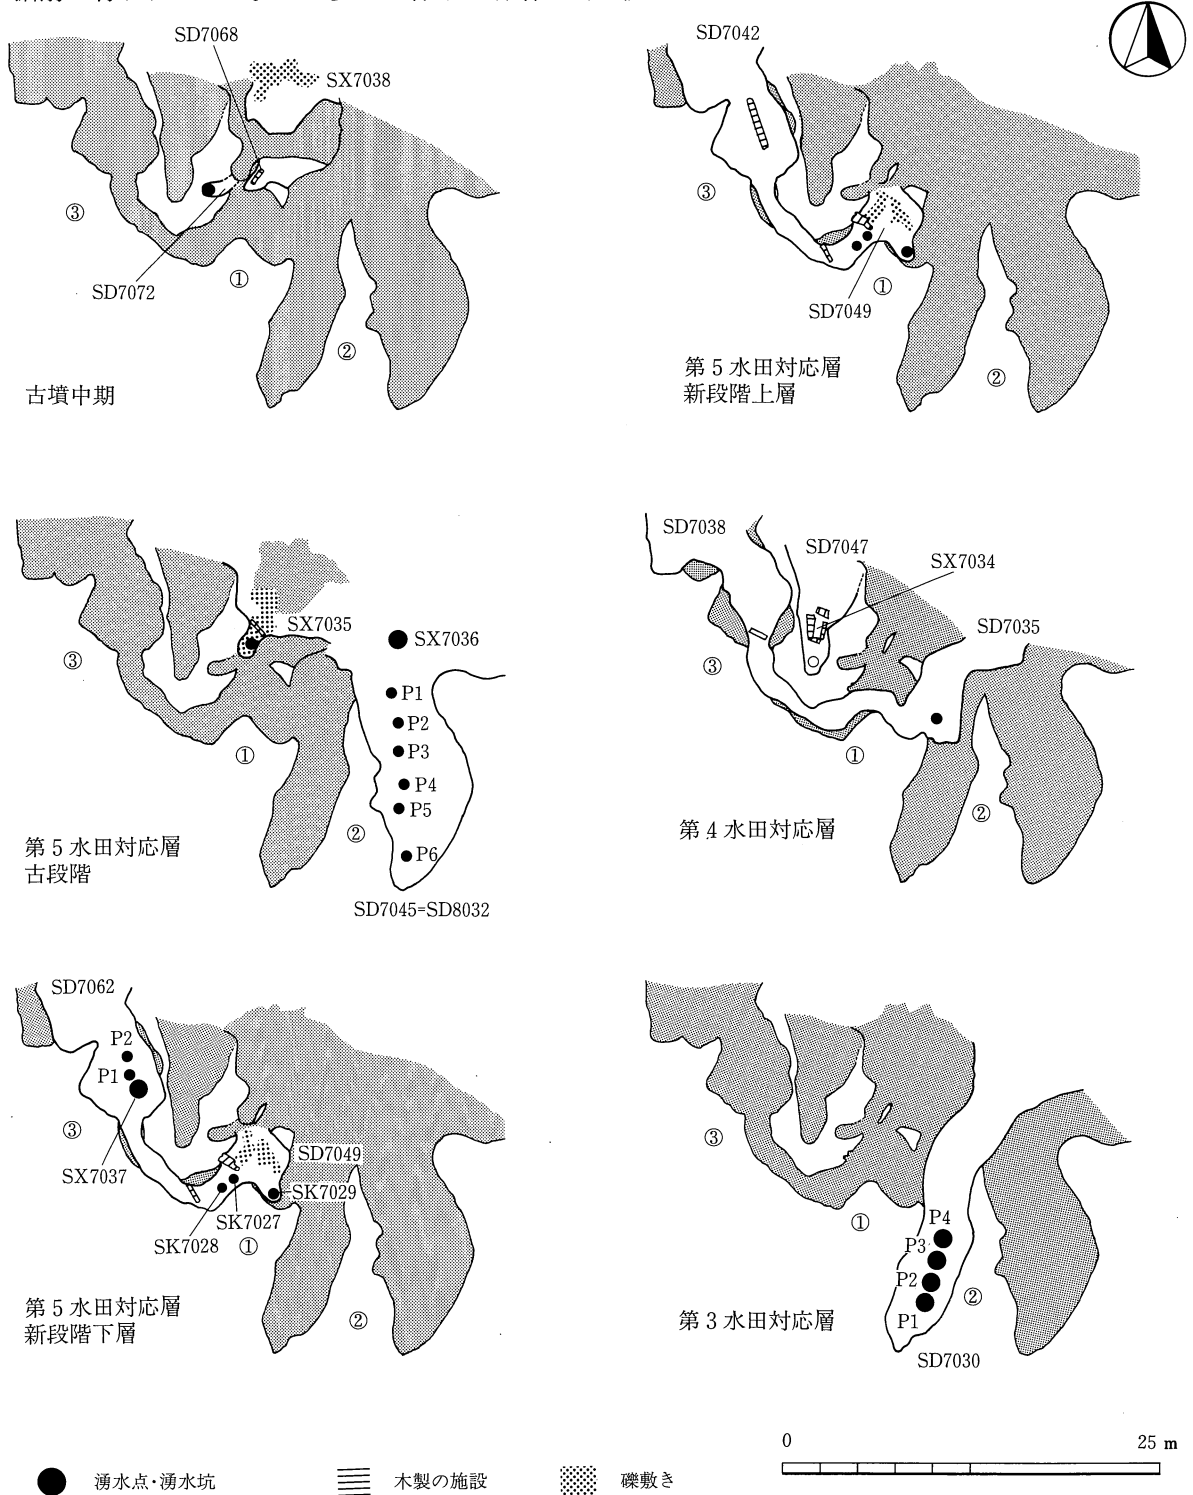 SD7068
SX7038
③
SD7072
①
②
古墳中期
SD7042
③
①
SD7049
②
第5水田対応層
新段階上層
SX7035
SX7036
③
P1
P2
P3
P4
P5
P6
①
②
第5水田対応層
古段階
SD7045=SD8032
SD7038
SD7047
SX7034
SD7035
③
①
②
第4水田対応層
SD7062
P2
P1
③
SX7037
SD7049
SK7029
SK7027
SK7028
①
②
第5水田対応層
新段階下層
③
①
P4
P3
P2
P1
②
第3水田対応層
SD7030
0 25 m
湧水点・湧水坑 木製の施設 礫敷き